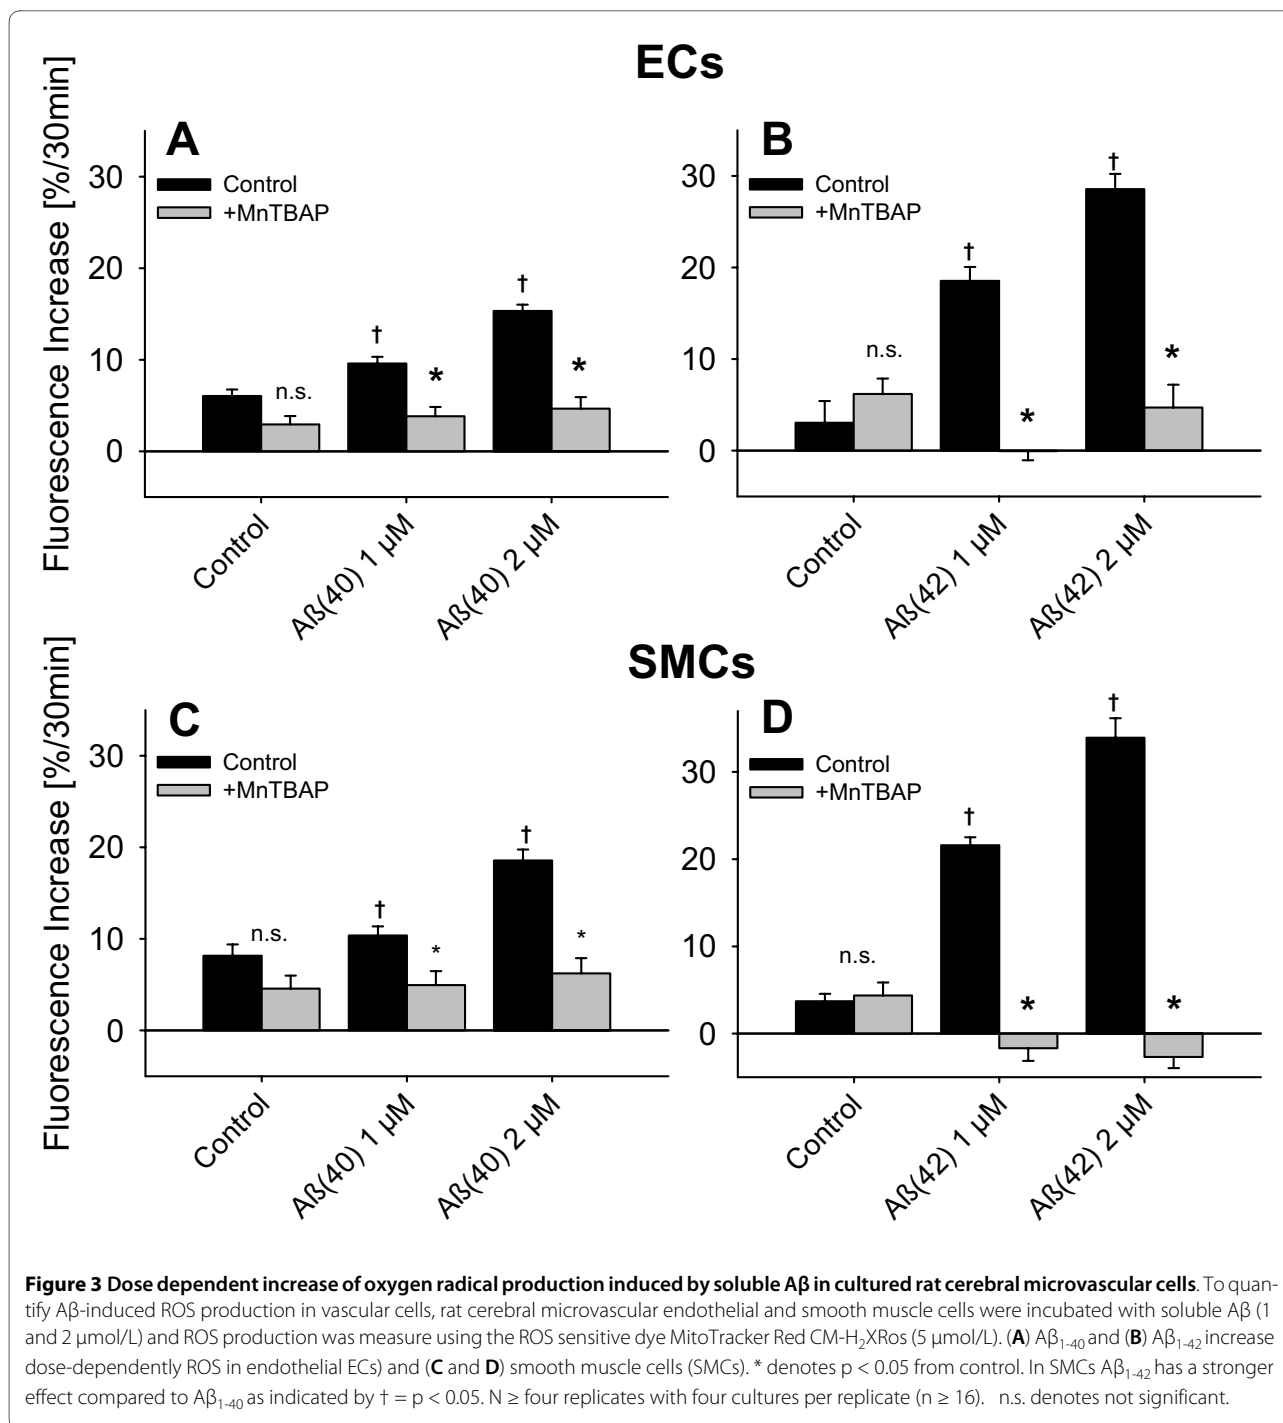 ECs
Fluorescence Increase [%/30min]
A
Control
+MnTBAP
30
20
10
0
n.s.
†
*
†
*
Control
Aß(40) 1 µM
Aß(40) 2 µM
B
Control
+MnTBAP
30
20
10
0
n.s.
†
*
†
*
Control
Aß(42) 1 µM
Aß(42) 2 µM
SMCs
Fluorescence Increase [%/30min]
C
Control
+MnTBAP
30
20
10
0
n.s.
†
*
†
*
Control
Aß(40) 1 µM
Aß(40) 2 µM
D
Control
+MnTBAP
30
20
10
0
n.s.
†
*
†
*
Control
Aß(42) 1 µM
Aß(42) 2 µM
Figure 3 Dose dependent increase of oxygen radical production induced by soluble Aβ in cultured rat cerebral microvascular cells. To quan-
tify Aβ-induced ROS production in vascular cells, rat cerebral microvascular endothelial and smooth muscle cells were incubated with soluble Aβ (1
and 2 μmol/L) and ROS production was measure using the ROS sensitive dye MitoTracker Red CM-H₂XRos (5 μmol/L). (A) Aβ₁₋₄₀ and (B) Aβ₁₋₄₂ increase
dose-dependently ROS in endothelial ECs) and (C and D) smooth muscle cells (SMCs). * denotes p < 0.05 from control. In SMCs Aβ₁₋₄₂ has a stronger
effect compared to Aβ₁₋₄₀ as indicated by † = p < 0.05. N ≥ four replicates with four cultures per replicate (n ≥ 16). n.s. denotes not significant.